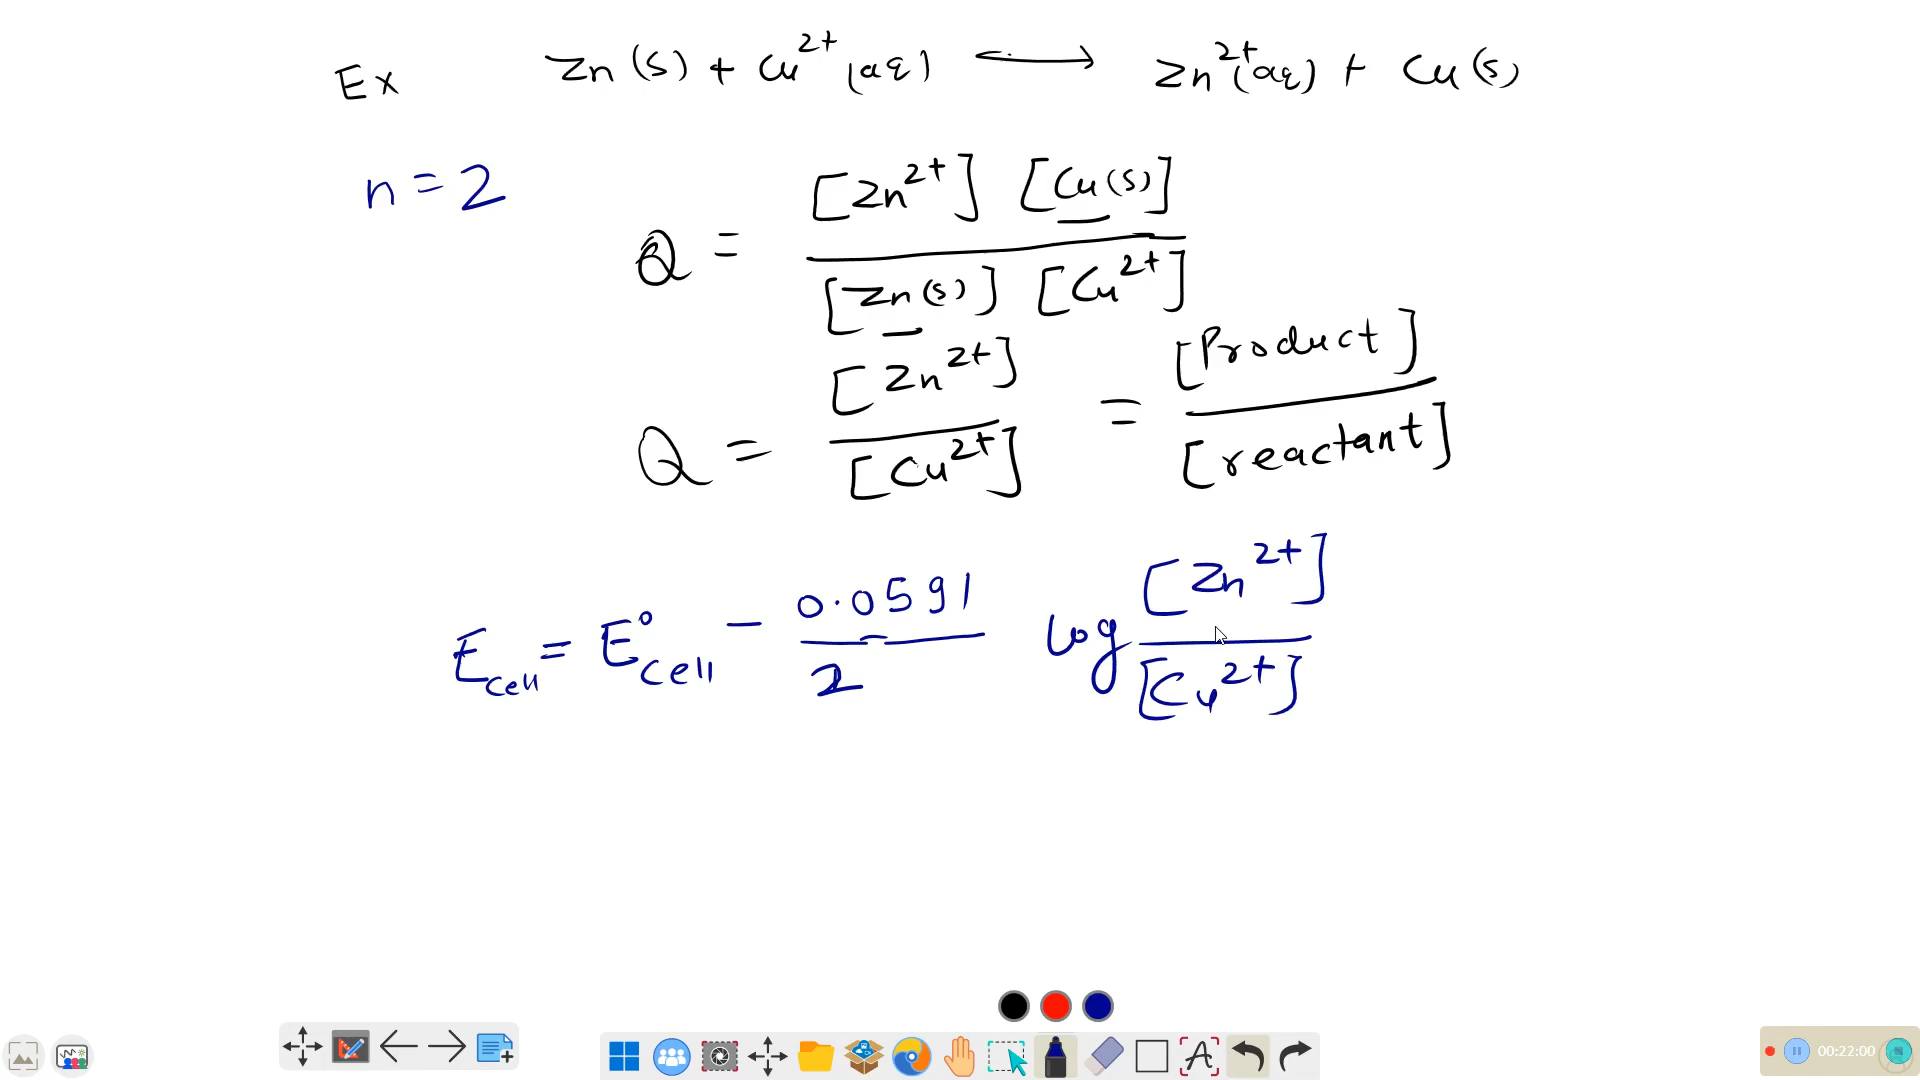 Ex Zn(s) + Cu²⁺(aq) ⟷ Zn²⁺(aq) + Cu(s)
n = 2
Q = [Zn²⁺] [Cu(s)] / [Zn(s)] [Cu²⁺]
Q = [Zn²⁺] / [Cu²⁺] = [Product] / [reactant]
E_cell = E°_cell − 0.0591 / 2 log [Zn²⁺] / [Cu²⁺]
00:22:00